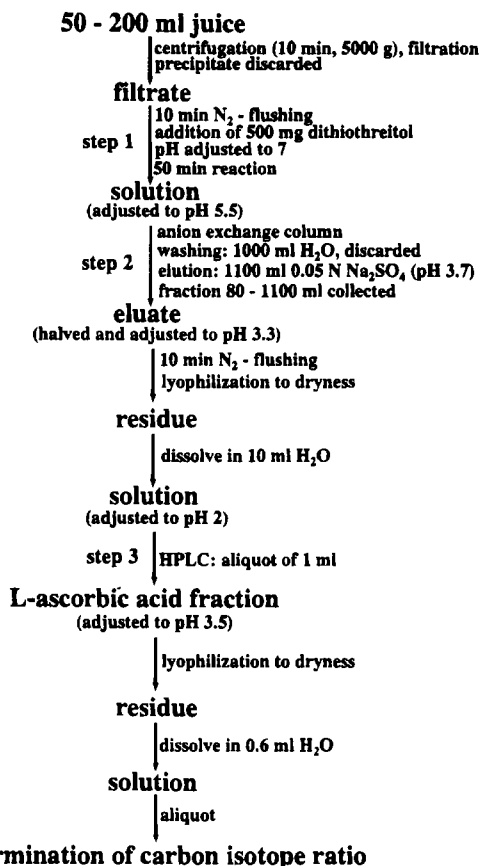 50 - 200 ml juice
centrifugation (10 min, 5000 g), filtration
precipitate discarded
filtrate
10 min N₂ - flushing
addition of 500 mg dithiothreitol
step 1
pH adjusted to 7
50 min reaction
solution
(adjusted to pH 5.5)
anion exchange column
washing: 1000 ml H₂O, discarded
step 2
elution: 1100 ml 0.05 N Na₂SO₄ (pH 3.7)
fraction 80 - 1100 ml collected
eluate
(halved and adjusted to pH 3.3)
10 min N₂ - flushing
lyophilization to dryness
residue
dissolve in 10 ml H₂O
solution
(adjusted to pH 2)
step 3
HPLC: aliquot of 1 ml
L-ascorbic acid fraction
(adjusted to pH 3.5)
lyophilization to dryness
residue
dissolve in 0.6 ml H₂O
solution
aliquot
rmination of carbon isotope ratio